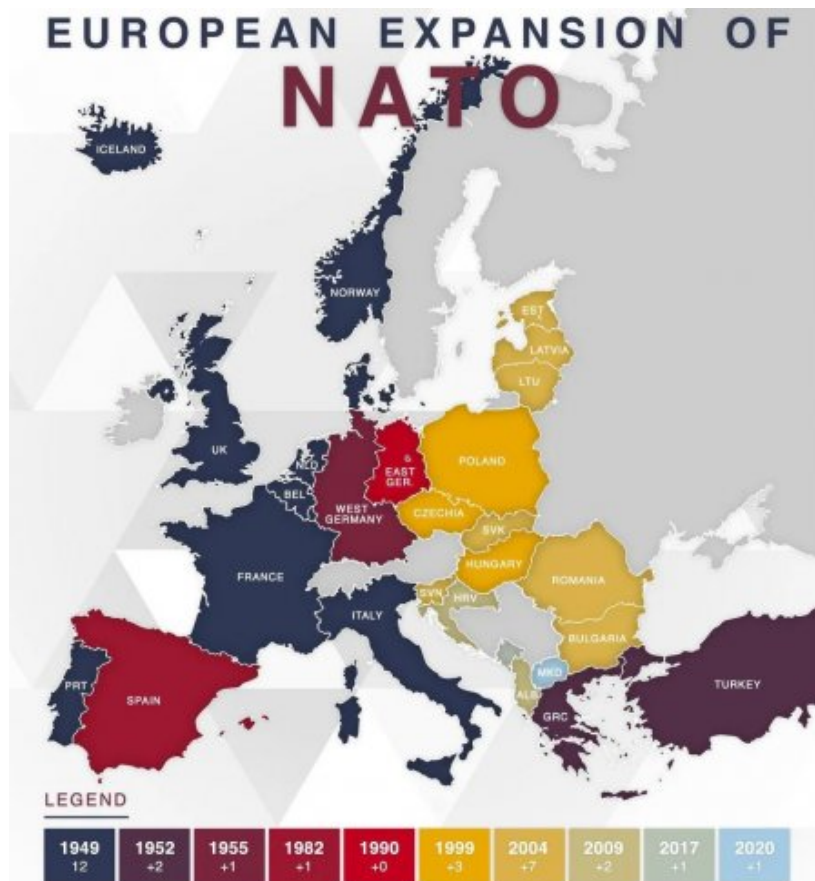 EUROPEAN EXPANSION OF
NATO
ICELAND
NORWAY
EST
LATVIA
LTU
UK
NLD
BEL
EAST
GER.
POLAND
WEST
GERMANY
CZECHIA
SVK
FRANCE
HUNGARY
ROMANIA
SVN
HRV
ITALY
BULGARIA
PRT
SPAIN
MKD
ALB
GRC
TURKEY
LEGEND
1949 1952 1955 1982 1990 1999 2004 2009 2017 2020
12 +2 +1 +1 +0 +3 +7 +2 +1 +1